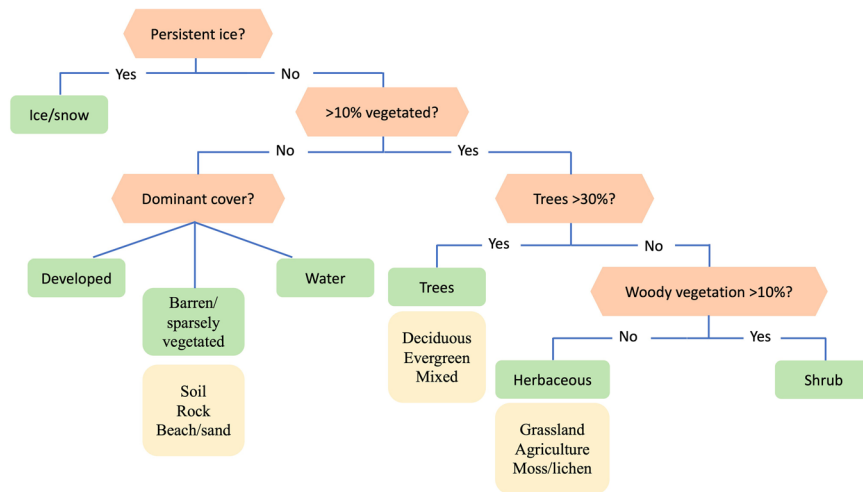 Persistent ice?
Yes
No
Ice/snow
>10% vegetated?
No
Yes
Dominant cover?
Trees >30%?
Yes
No
Developed
Barren/
sparsely
vegetated
Water
Trees
Woody vegetation >10%?
Deciduous
Evergreen
Mixed
No
Yes
Soil
Rock
Beach/sand
Herbaceous
Shrub
Grassland
Agriculture
Moss/lichen